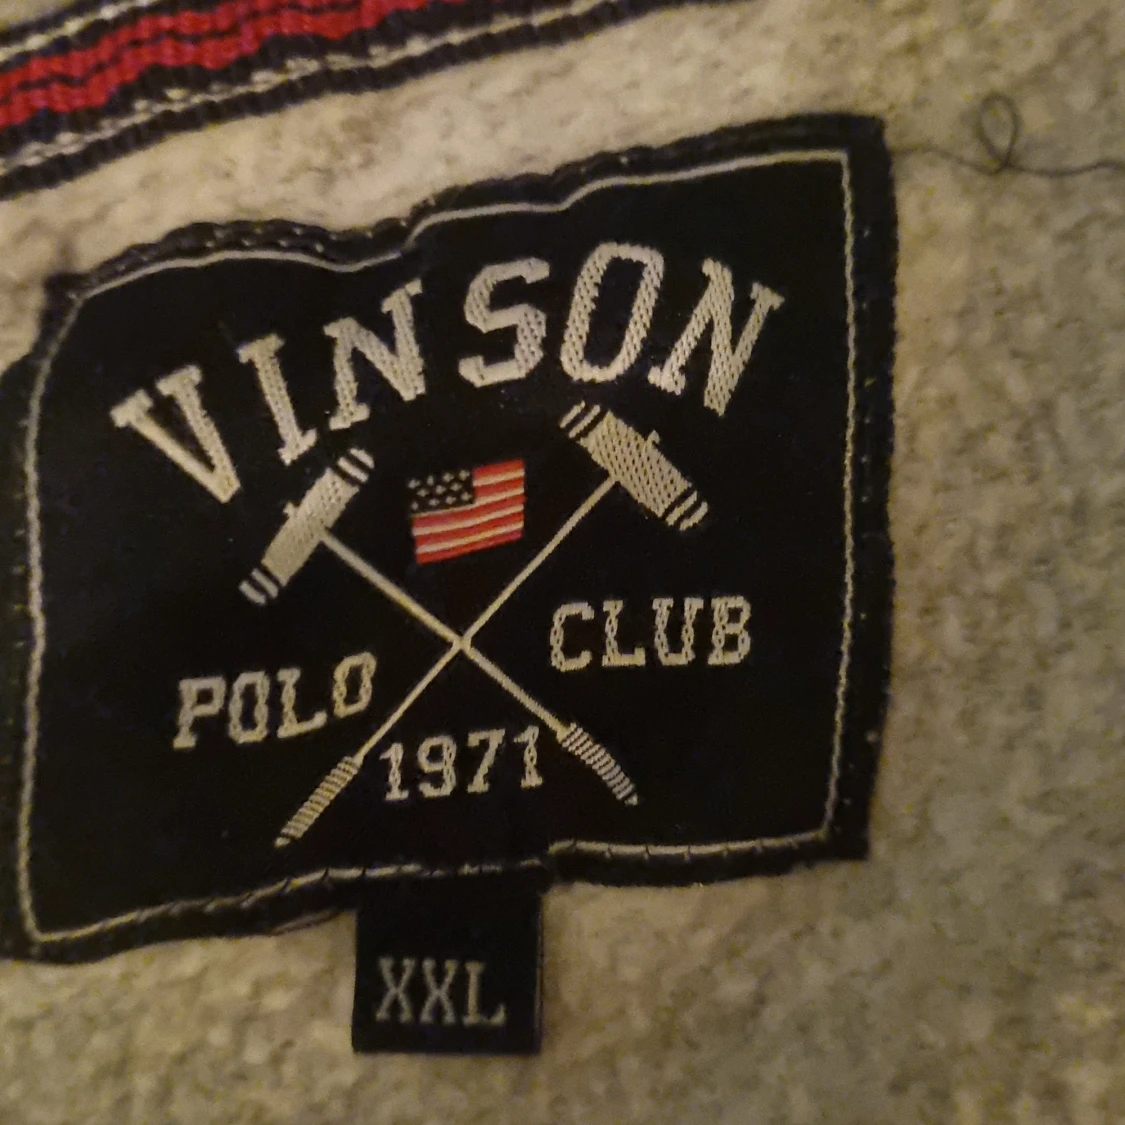 VINSON
POLO CLUB
1971
XXL